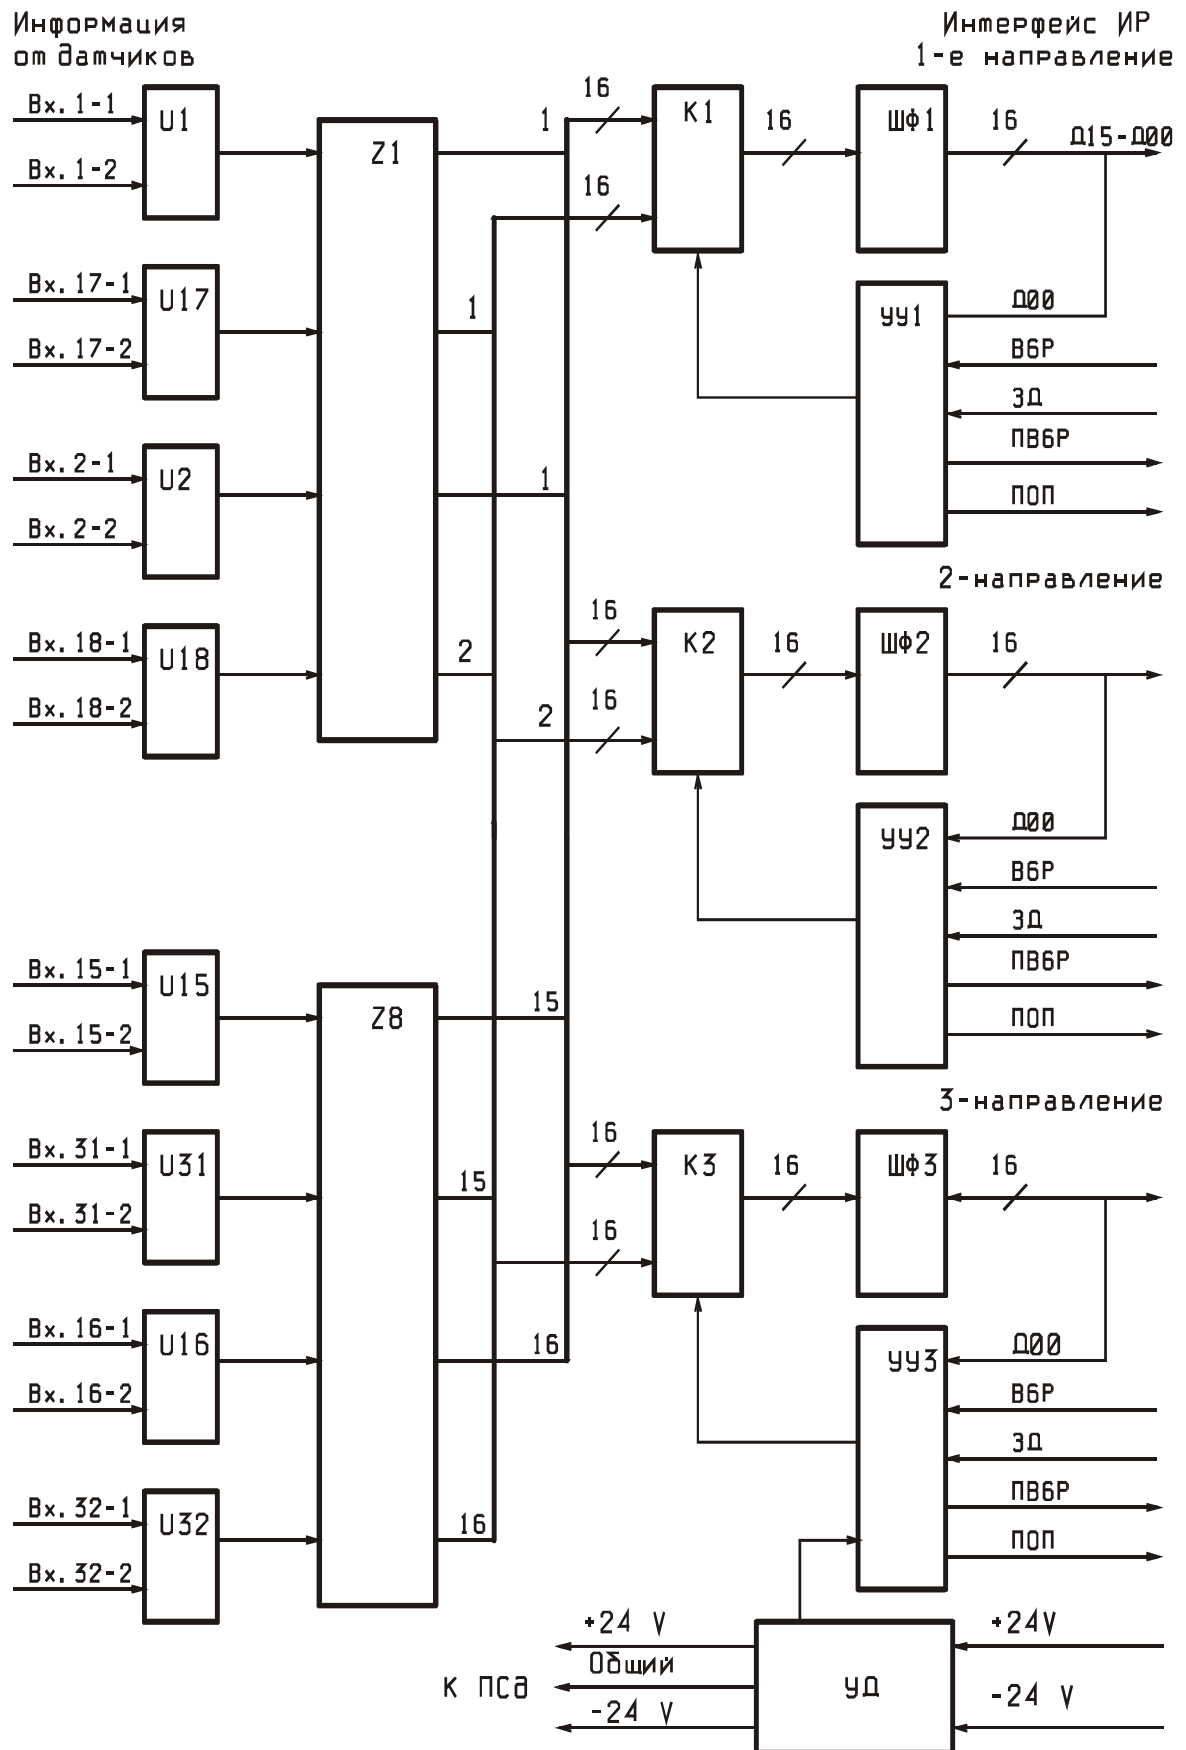 Информация
от датчиков
Интерфейс ИР
1-е направление
Вх. 1-1
Вх. 1-2
U1
Вх. 17-1
Вх. 17-2
U17
Вх. 2-1
Вх. 2-2
U2
Вх. 18-1
Вх. 18-2
U18
Z1
1
1
1
2
2
16
16
К1
16
ШФ1
16
Д15-Д00
УУ1
Д00
ВБР
ЗД
ПВБР
ПОП
2-направление
16
16
К2
16
ШФ2
16
УУ2
Д00
ВБР
ЗД
ПВБР
ПОП
Вх. 15-1
Вх. 15-2
U15
Вх. 31-1
Вх. 31-2
U31
Вх. 16-1
Вх. 16-2
U16
Вх. 32-1
Вх. 32-2
U32
Z8
15
15
16
16
3-направление
16
16
К3
16
ШФ3
16
УУ3
Д00
ВБР
ЗД
ПВБР
ПОП
К ПСд
+24 V
Общий
-24 V
УД
+24V
-24 V